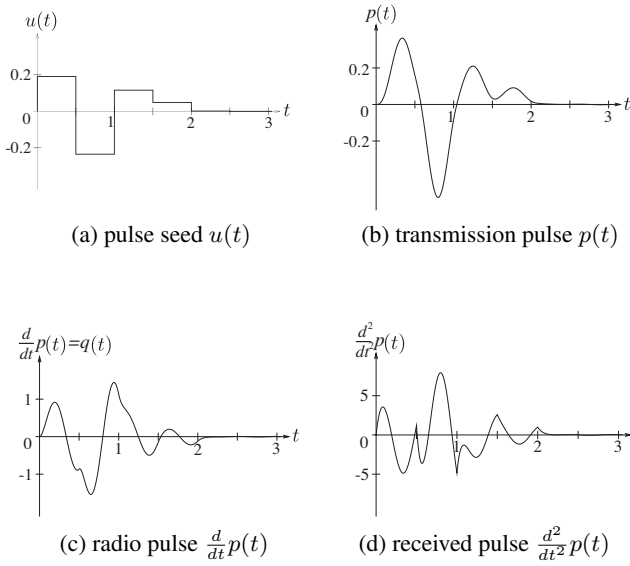 u(t)
0.2
0
-0.2
1
2
3
t
(a) pulse seed u(t)
p(t)
0.2
0
-0.2
1
2
3
t
(b) transmission pulse p(t)
d/dt p(t)=q(t)
1
0
-1
1
2
3
t
(c) radio pulse d/dt p(t)
d²/dt² p(t)
5
0
-5
1
2
3
t
(d) received pulse d²/dt² p(t)